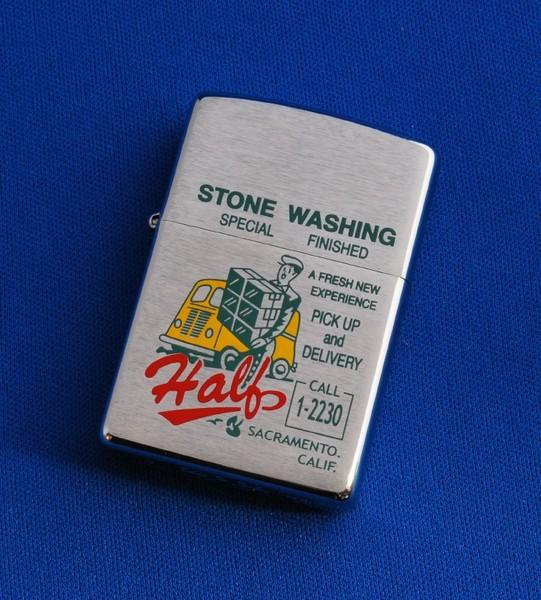 STONE WASHING
SPECIAL FINISHED
A FRESH NEW
EXPERIENCE
PICK UP
and
DELIVERY
Half
CALL
1-2230
SACRAMENTO.
CALIF.